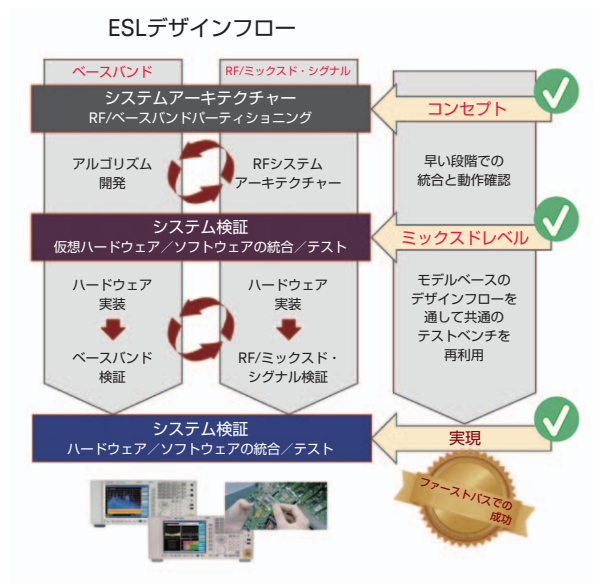 ESLデザインフロー
ベースバンド
RF/ミックスド・シグナル
システムアーキテクチャー
RF/ベースバンドパーティショニング
コンセプト
アルゴリズム
開発
RFシステム
アーキテクチャー
早い段階での
統合と動作確認
システム検証
仮想ハードウェア／ソフトウェアの統合／テスト
ミックスドレベル
ハードウェア
実装
ハードウェア
実装
モデルベースの
デザインフローを
通して共通の
テストベンチを
再利用
ベースバンド
検証
RF/ミックスド・
シグナル検証
システム検証
ハードウェア／ソフトウェアの統合／テスト
実現
ファーストパスでの
成功